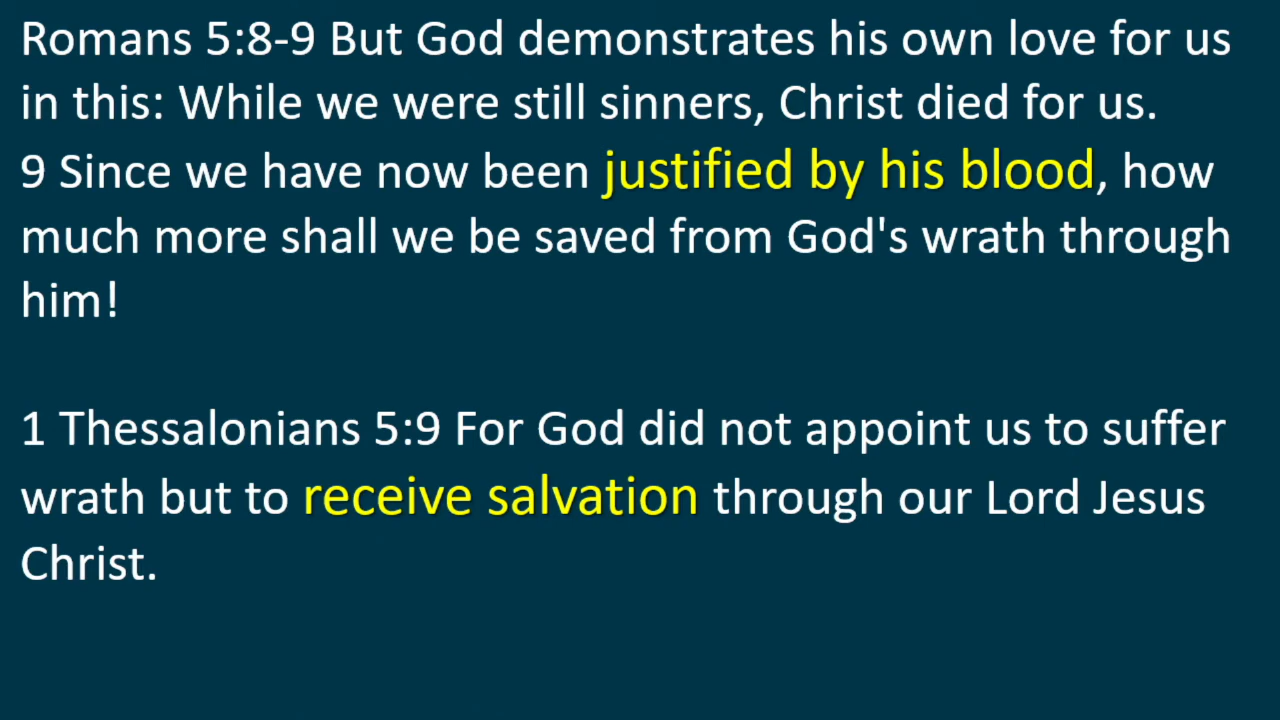 Romans 5:8-9 But God demonstrates his own love for us
in this: While we were still sinners, Christ died for us.
9 Since we have now been justified by his blood, how
much more shall we be saved from God's wrath through
him!
1 Thessalonians 5:9 For God did not appoint us to suffer
wrath but to receive salvation through our Lord Jesus
Christ.